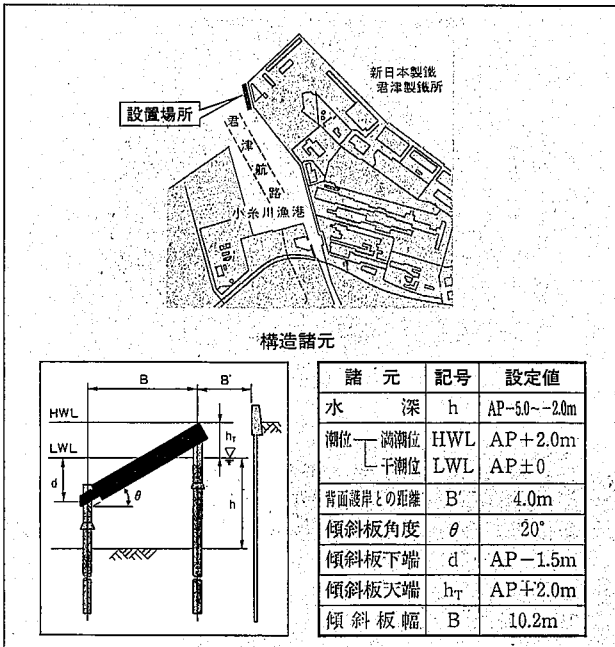 新日本製鐵
君津製鐵所
設置場所
君津航路
小糸川漁港
構造諸元
B
B'
HWL
LWL
hT
d
θ
h
諸元 記号 設定値
水深 h AP-5.0~-2.0m
潮位 満潮位 HWL AP+2.0m
干潮位 LWL AP±0
背面護岸との距離 B' 4.0m
傾斜板角度 θ 20°
傾斜板下端 d AP-1.5m
傾斜板天端 hT AP+2.0m
傾斜板幅 B 10.2m